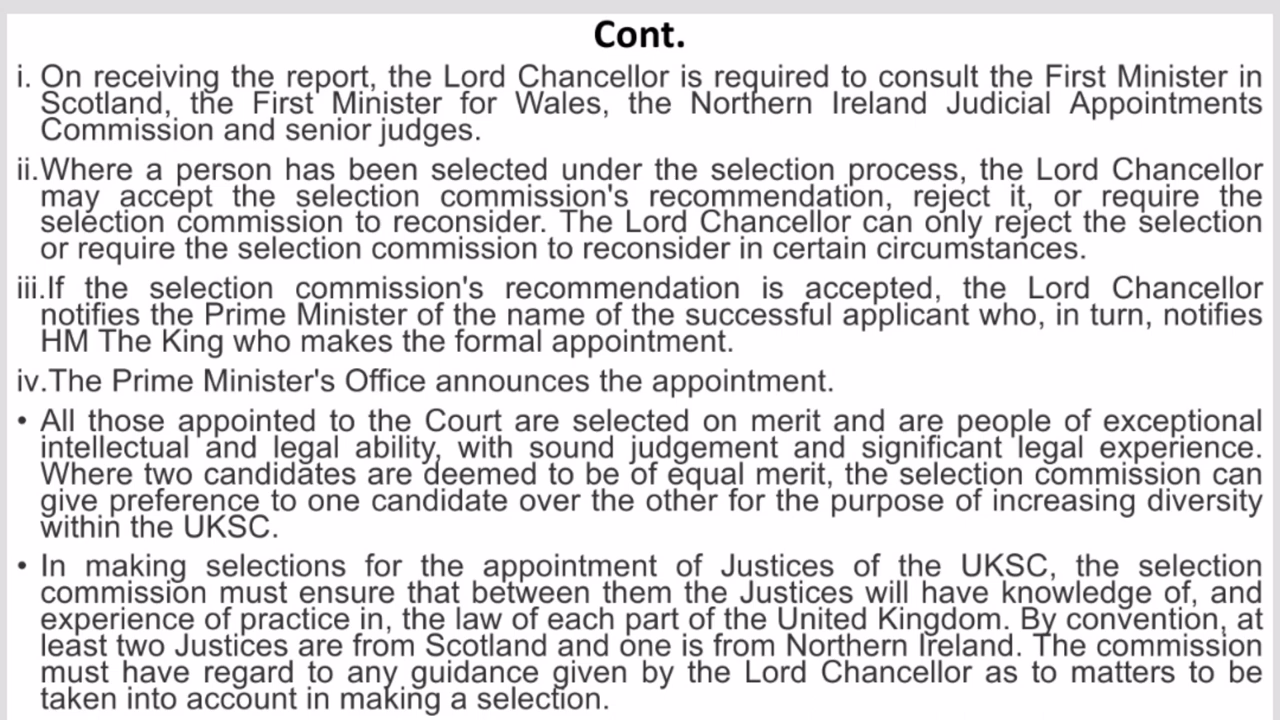 Cont.
i. On receiving the report, the Lord Chancellor is required to consult the First Minister in
Scotland, the First Minister for Wales, the Northern Ireland Judicial Appointments
Commission and senior judges.
ii.Where a person has been selected under the selection process, the Lord Chancellor
may accept the selection commission's recommendation, reject it, or require the
selection commission to reconsider. The Lord Chancellor can only reject the selection
or require the selection commission to reconsider in certain circumstances.
iii.If the selection commission's recommendation is accepted, the Lord Chancellor
notifies the Prime Minister of the name of the successful applicant who, in turn, notifies
HM The King who makes the formal appointment.
iv.The Prime Minister's Office announces the appointment.
• All those appointed to the Court are selected on merit and are people of exceptional
intellectual and legal ability, with sound judgement and significant legal experience.
Where two candidates are deemed to be of equal merit, the selection commission can
give preference to one candidate over the other for the purpose of increasing diversity
within the UKSC.
• In making selections for the appointment of Justices of the UKSC, the selection
commission must ensure that between them the Justices will have knowledge of, and
experience of practice in, the law of each part of the United Kingdom. By convention, at
least two Justices are from Scotland and one is from Northern Ireland. The commission
must have regard to any guidance given by the Lord Chancellor as to matters to be
taken into account in making a selection.